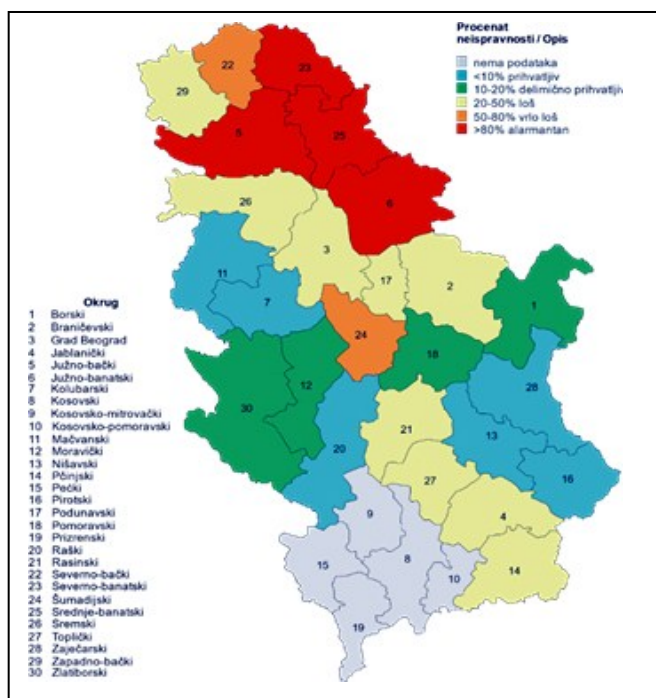 Procenat
neispravnosti / Opis
nema podataka
<10% prihvatljiv
10-20% delimično prihvatljiv
20-50% loš
50-80% vrlo loš
>80% alarmantan
22
23
29
5
25
26
6
3
11
17
2
7
1
24
18
12
28
30
21
13
20
27
16
4
9
14
15
8
10
19
Okrug
1 Borski
2 Braničevski
3 Grad Beograd
4 Jablanički
5 Južno-bački
6 Južno-banatski
7 Kolubarski
8 Kosovski
9 Kosovsko-mitrovački
10 Kosovsko-pomoravski
11 Mačvanski
12 Moravički
13 Nišavski
14 Pčinjski
15 Pećki
16 Pirotski
17 Podunavski
18 Pomoravski
19 Prizrenski
20 Raški
21 Rasinski
22 Severno-bački
23 Severno-banatski
24 Šumadijski
25 Srednje-banatski
26 Sremski
27 Toplički
28 Zaječarski
29 Zapadno-bački
30 Zlatiborski